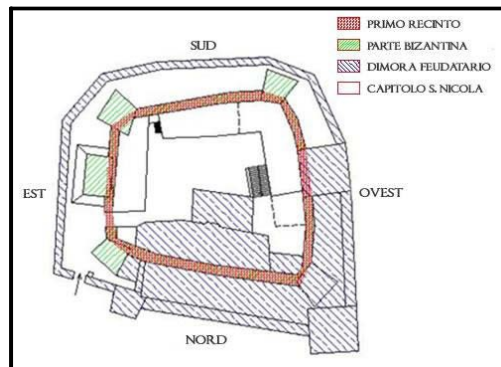 SUD
PRIMO RECINTO
PARTE BIZANTINA
DIMORA FEUDATARIO
CAPITOLO S. NICOLA
EST
OVEST
NORD